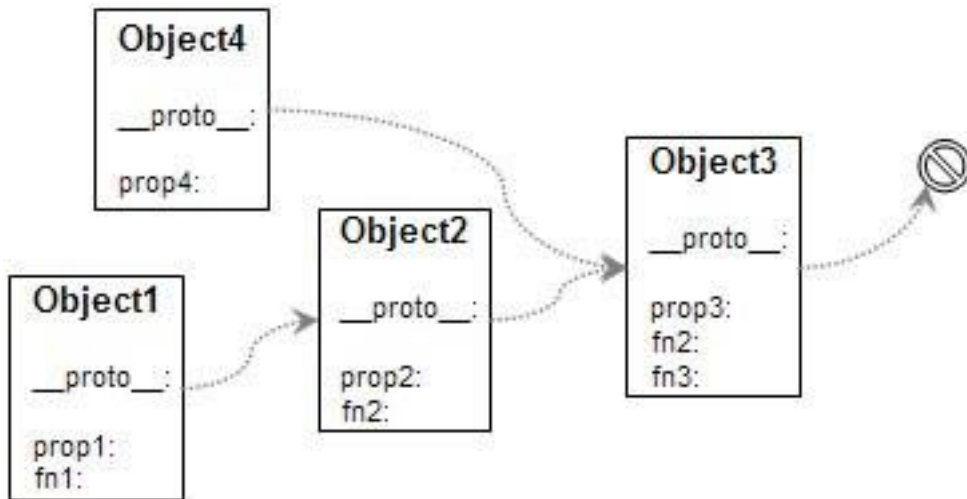 Object4
__proto__:
prop4:
Object3
__proto__:
prop3:
fn2:
fn3:
Object2
__proto__:
prop2:
fn2:
Object1
__proto__:
prop1:
fn1: